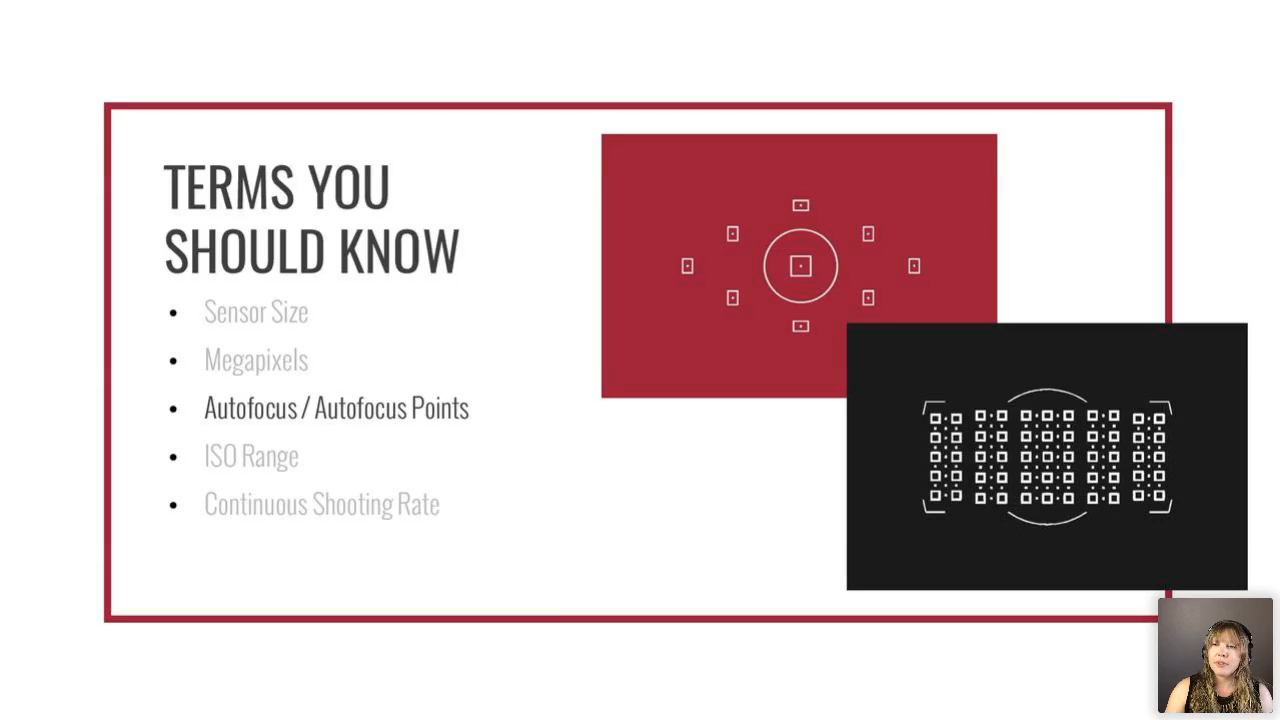 TERMS YOU
SHOULD KNOW
• Sensor Size
• Megapixels
• Autofocus / Autofocus Points
• ISO Range
• Continuous Shooting Rate